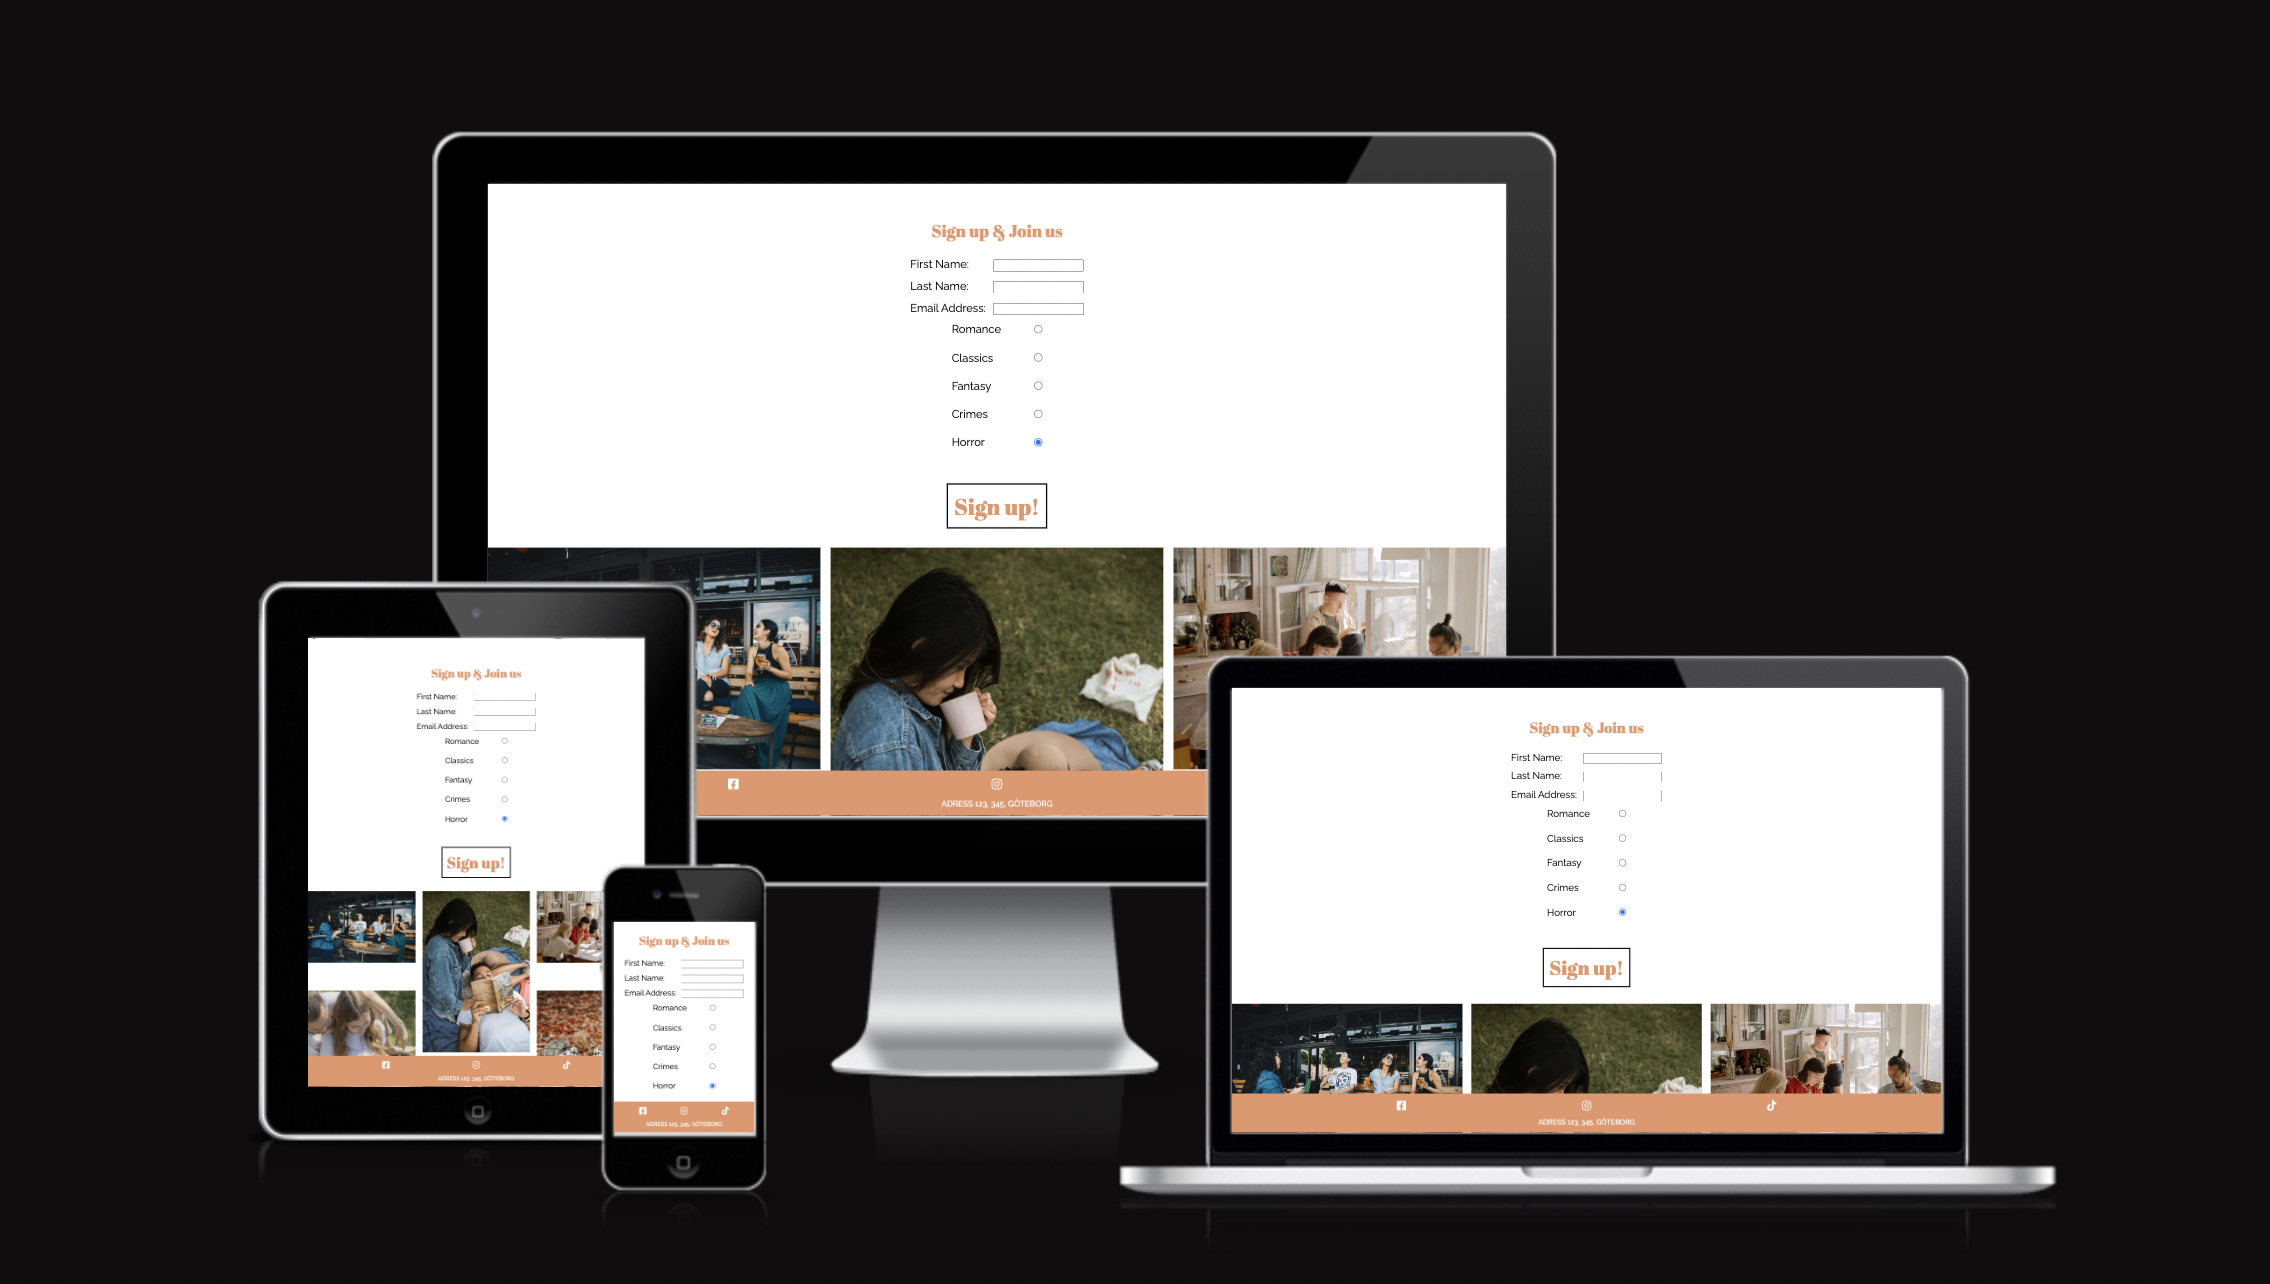 Sign up & Join us
First Name:
Last Name:
Email Address:
Romance
Classics
Fantasy
Crimes
Horror
Sign up!
ADRESS 123, 345, GÖTEBORG
Sign up & Join us
First Name:
Last Name:
Email Address:
Romance
Classics
Fantasy
Crimes
Horror
Sign up!
ADRESS 123, 345, GÖTEBORG
Sign up & Join us
First Name:
Last Name:
Email Address:
Romance
Classics
Fantasy
Crimes
Horror
ADRESS 123, 345, GÖTEBORG
Sign up & Join us
First Name:
Last Name:
Email Address:
Romance
Classics
Fantasy
Crimes
Horror
Sign up!
ADRESS 123, 345, GÖTEBORG